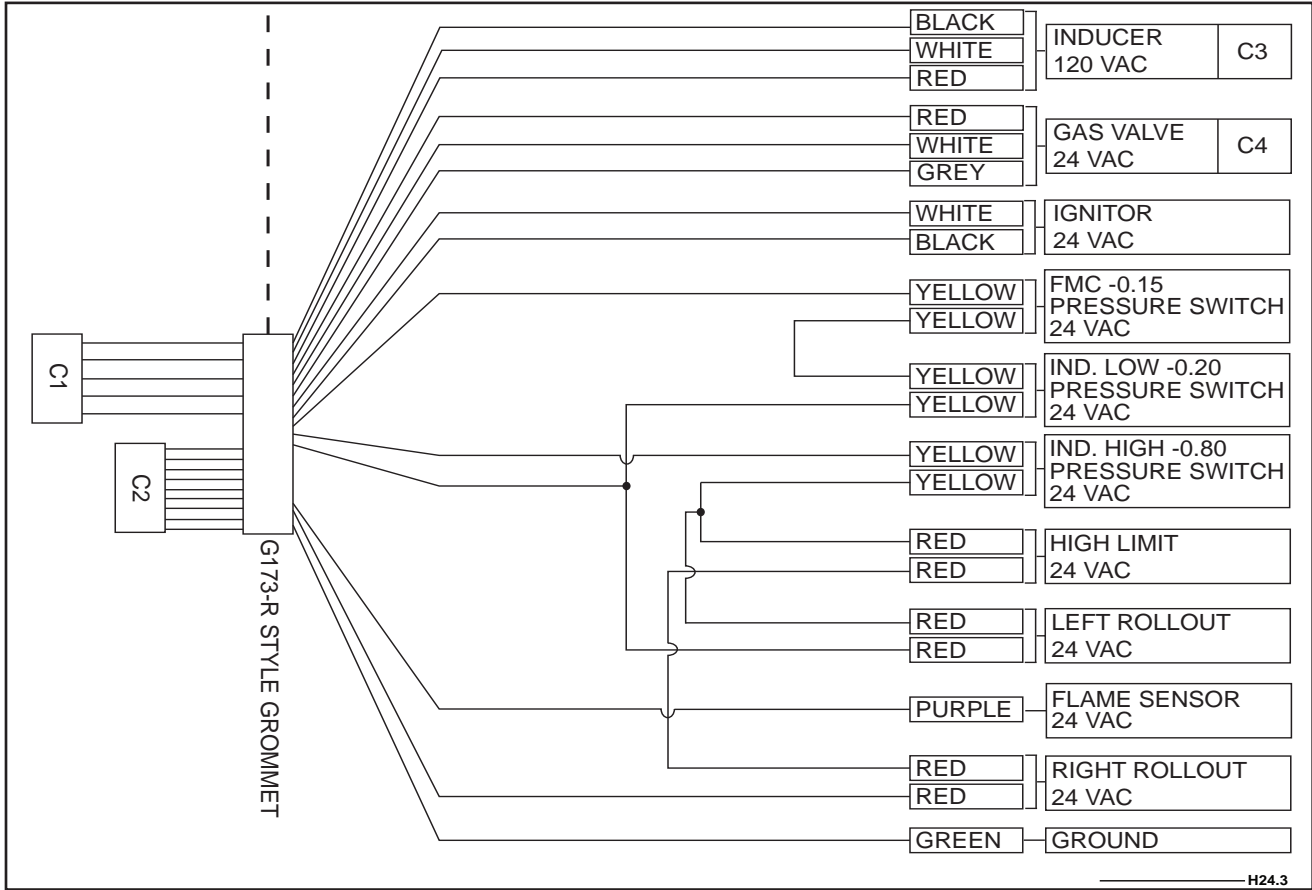 BLACK
WHITE
RED
INDUCER
120 VAC
C3
RED
WHITE
GREY
GAS VALVE
24 VAC
C4
WHITE
BLACK
IGNITOR
24 VAC
YELLOW
YELLOW
FMC -0.15
PRESSURE SWITCH
24 VAC
YELLOW
YELLOW
IND. LOW -0.20
PRESSURE SWITCH
24 VAC
YELLOW
YELLOW
IND. HIGH -0.80
PRESSURE SWITCH
24 VAC
RED
RED
HIGH LIMIT
24 VAC
RED
RED
LEFT ROLLOUT
24 VAC
PURPLE
FLAME SENSOR
24 VAC
RED
RED
RIGHT ROLLOUT
24 VAC
GREEN
GROUND
C1
C2
G173-R STYLE GROMMET
H24.3